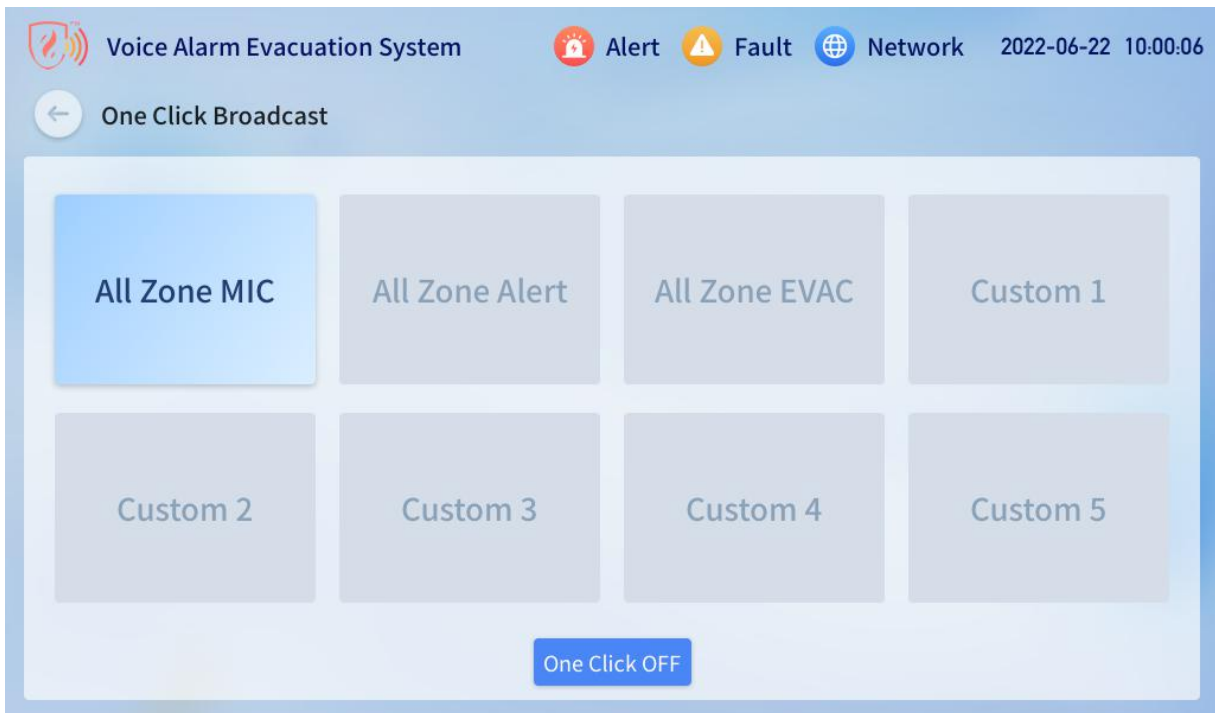 Voice Alarm Evacuation System Alert Fault Network 2022-06-22 10:00:06
One Click Broadcast
All Zone MIC All Zone Alert All Zone EVAC Custom 1
Custom 2 Custom 3 Custom 4 Custom 5
One Click OFF